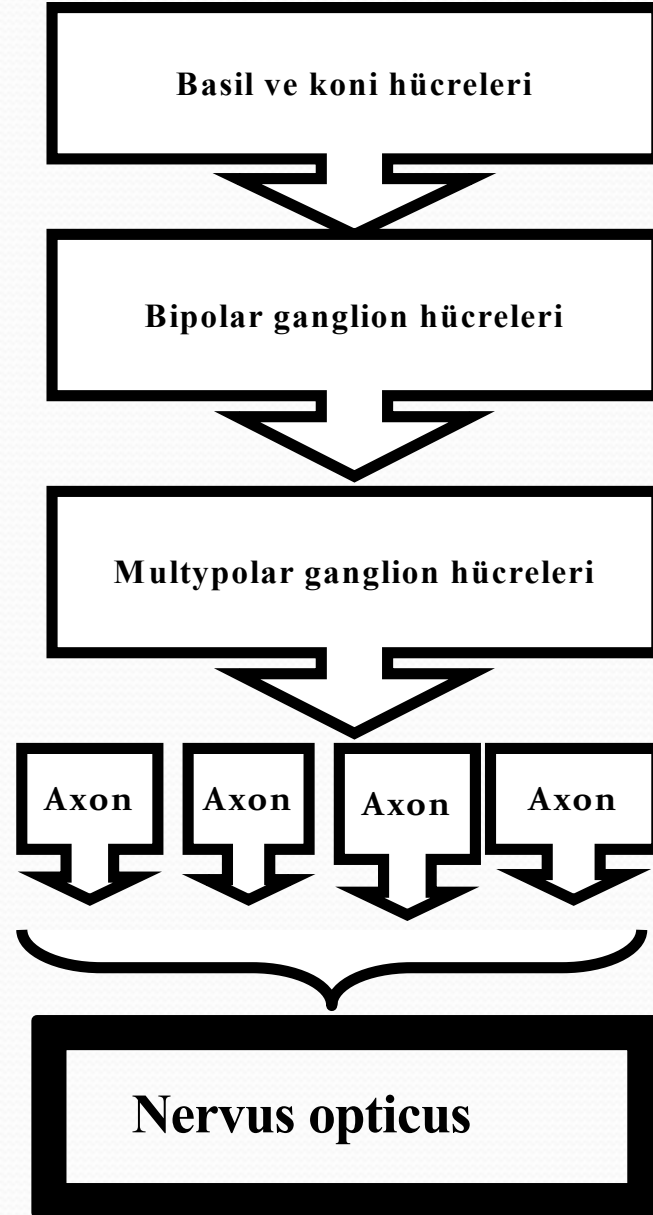 Basil ve koni hücreleri
Bipolar ganglion hücreleri
Multypolar ganglion hücreleri
Axon Axon Axon Axon
Nervus opticus